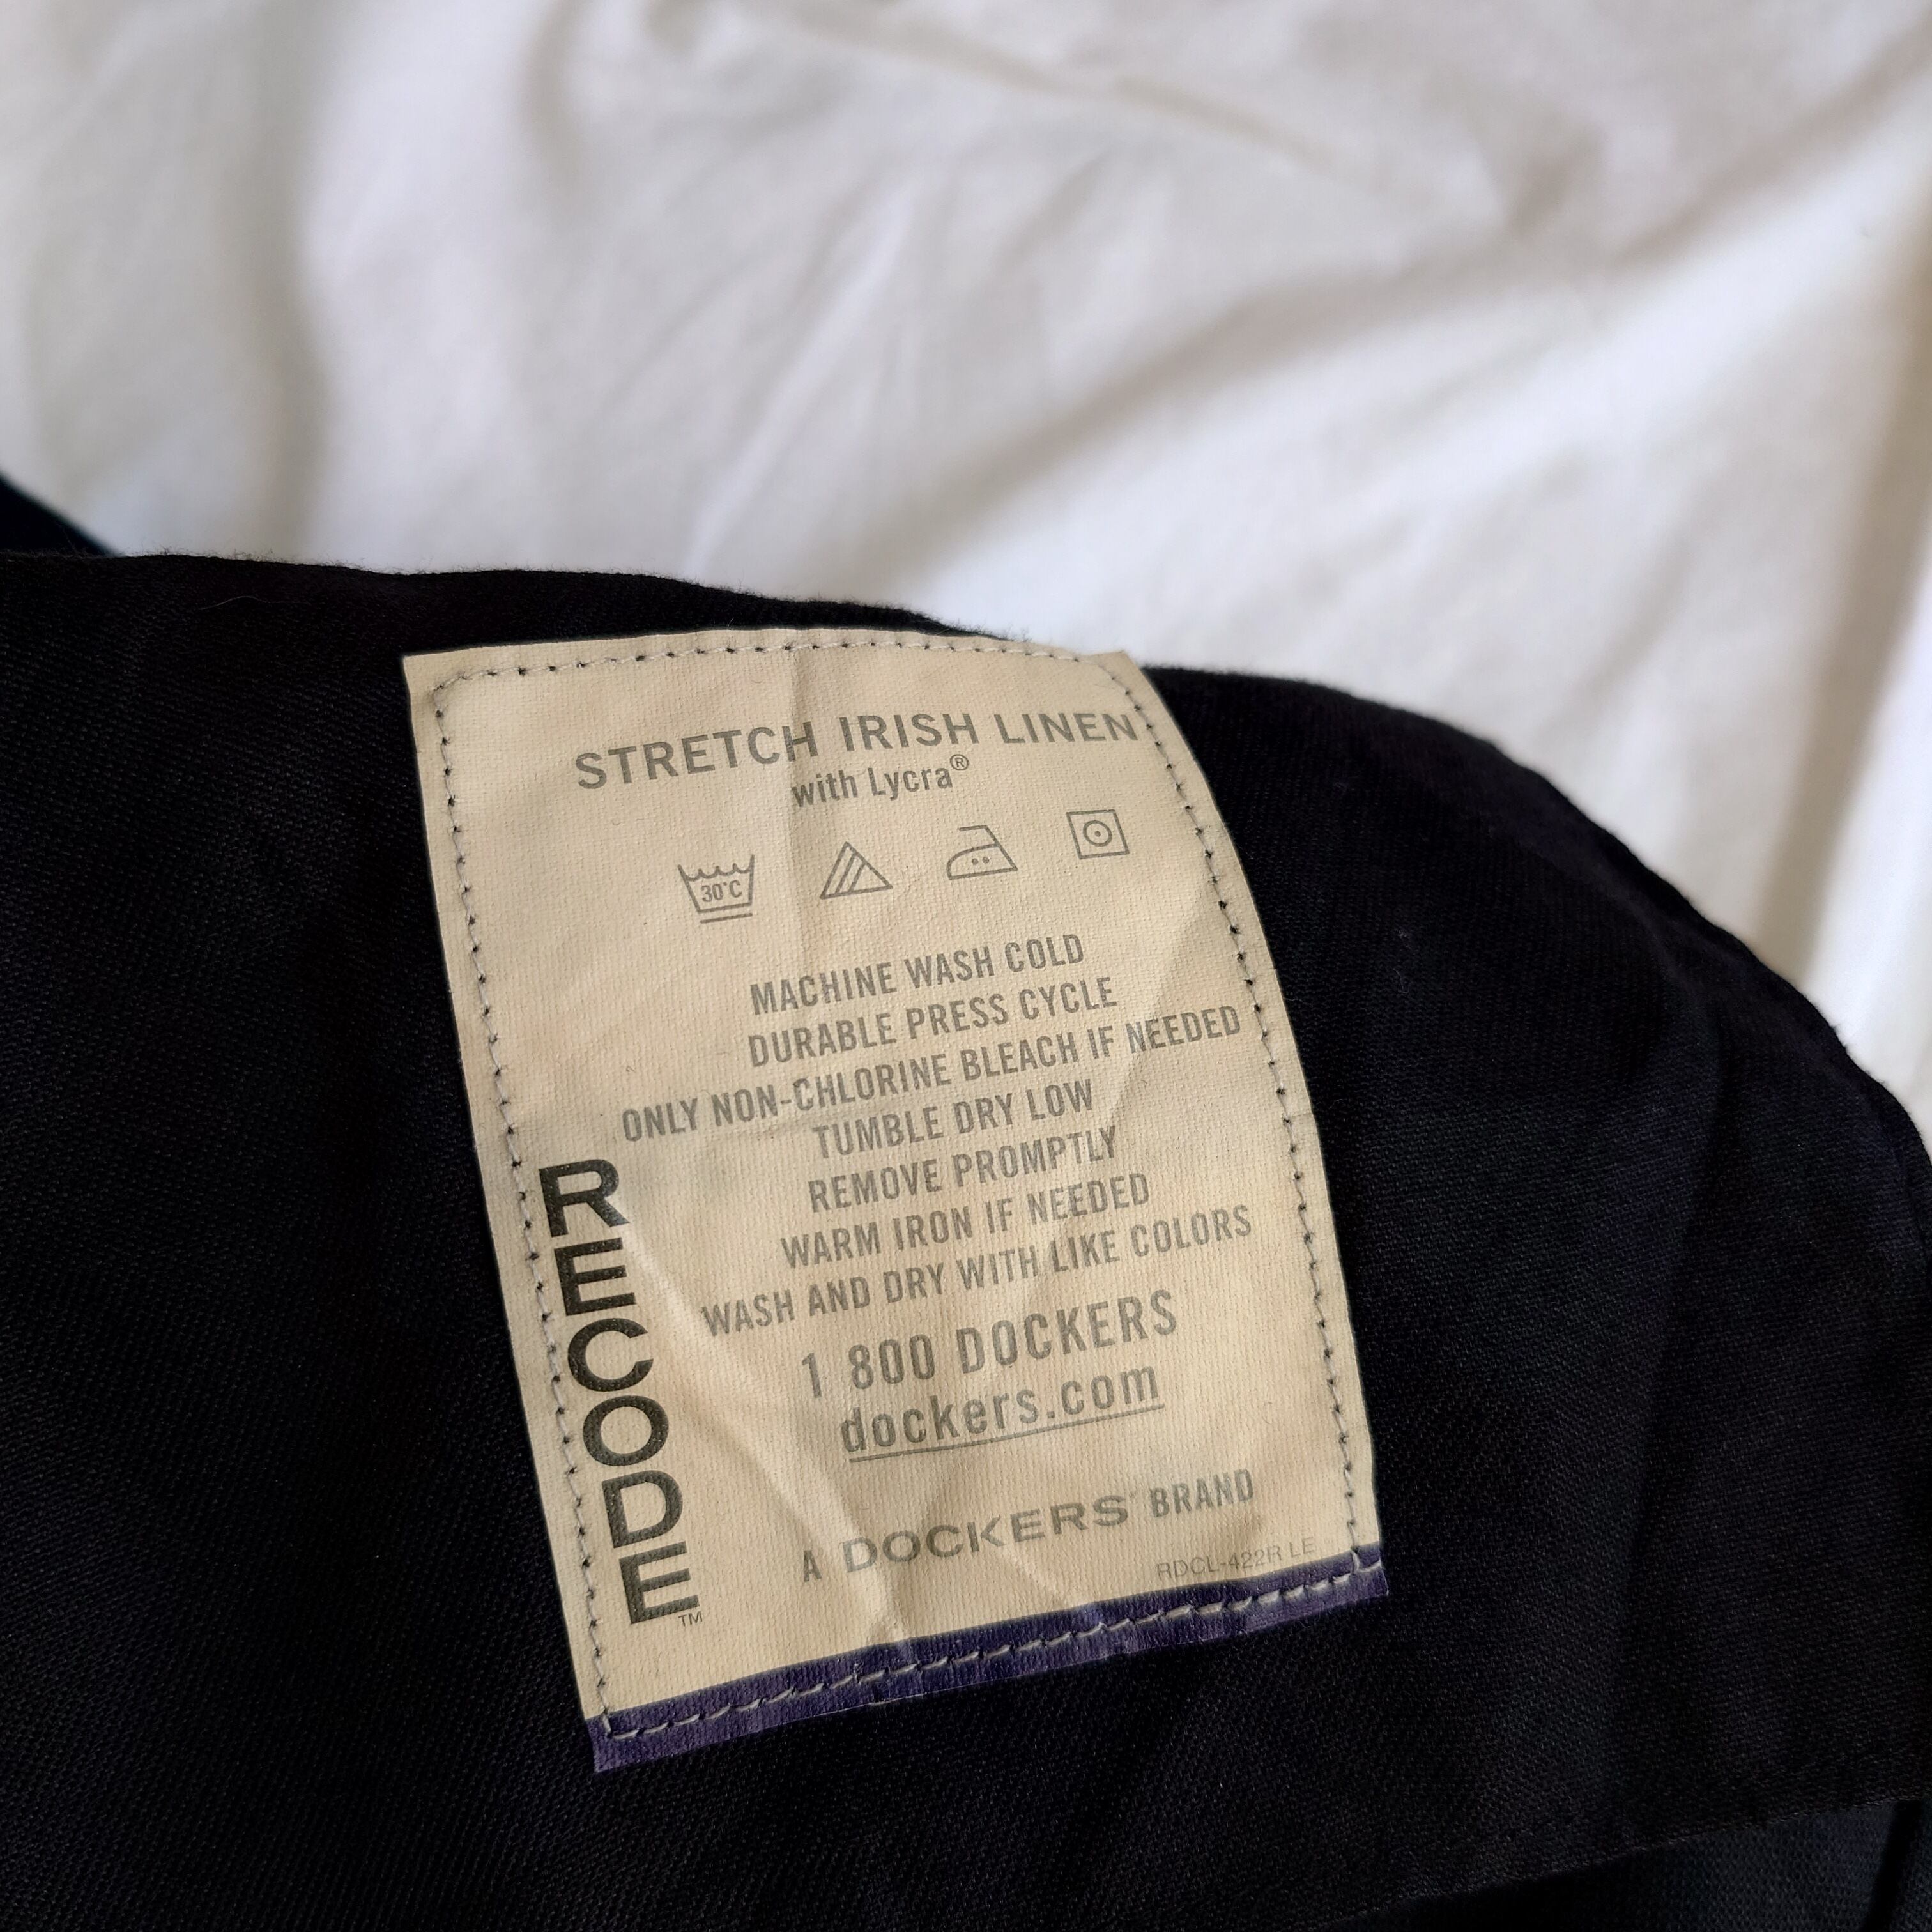 STRETCH IRISH LINEN
with Lycra®
30°C
MACHINE WASH COLD
DURABLE PRESS CYCLE
ONLY NON-CHLORINE BLEACH IF NEEDED
TUMBLE DRY LOW
REMOVE PROMPTLY
WARM IRON IF NEEDED
WASH AND DRY WITH LIKE COLORS
1 800 DOCKERS
dockers.com
A DOCKERS® BRAND
RDCL-422R LE
RECODE™